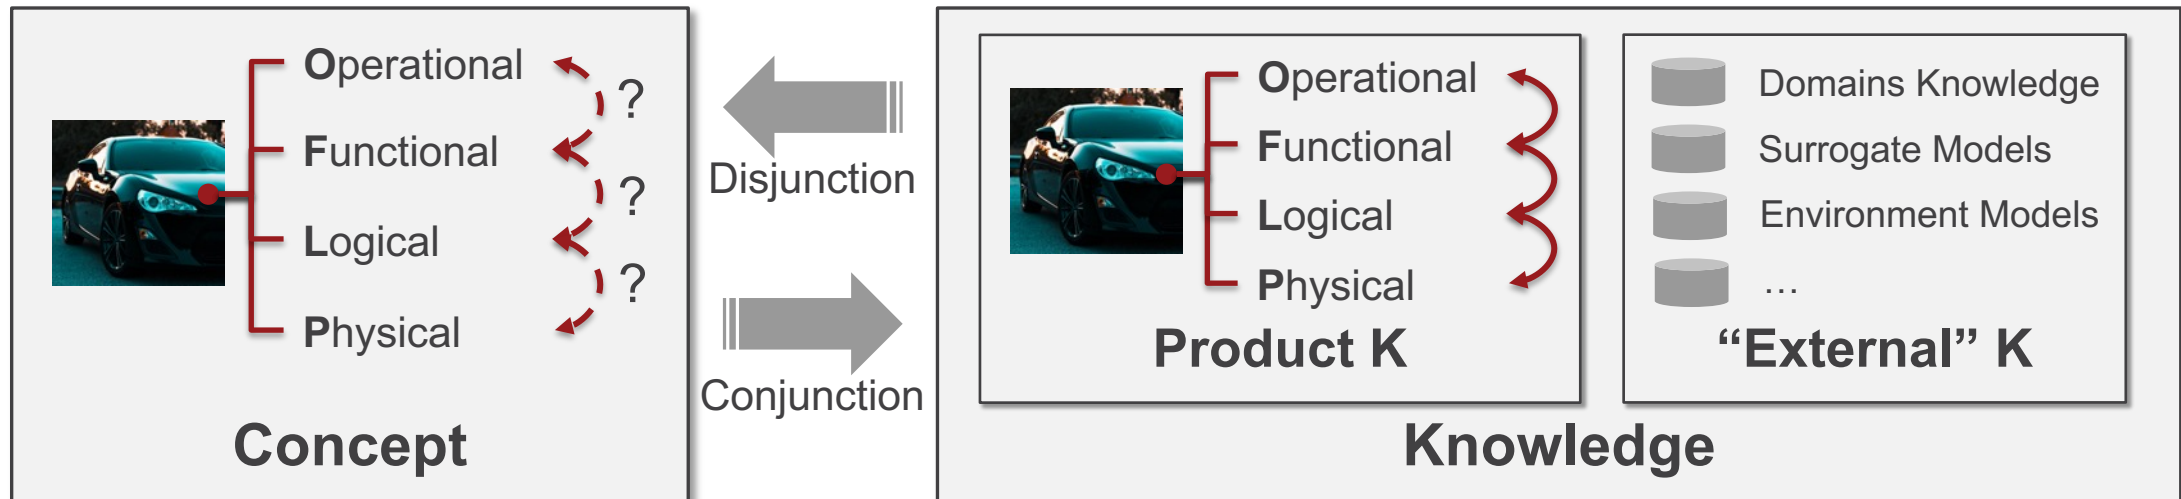 Operational
?
Functional
?
Logical
?
Physical
Concept
Disjunction
Conjunction
Operational
Functional
Logical
Physical
Product K
Domains Knowledge
Surrogate Models
Environment Models
…
“External” K
Knowledge